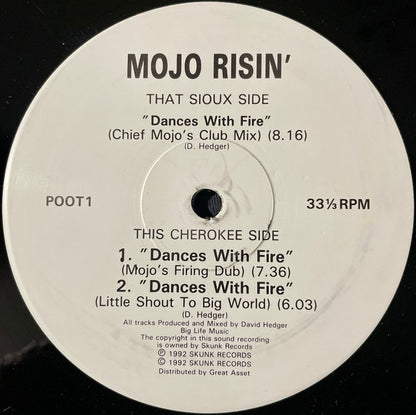 MOJO RISIN'
THAT SIOUX SIDE
"Dances With Fire"
(Chief Mojo's Club Mix) (8.16)
(D. Hedger)
POOT1
33⅓ RPM
THIS CHEROKEE SIDE
1. "Dances With Fire"
(Mojo's Firing Dub) (7.36)
2. "Dances With Fire"
(Little Shout To Big World) (6.03)
(D. Hedger)
All tracks Produced and Mixed by David Hedger
Big Life Music
The copyright in this sound recording
is owned by Skunk Records
℗ 1992 SKUNK RECORDS
© 1992 SKUNK RECORDS
Distributed by Great Asset